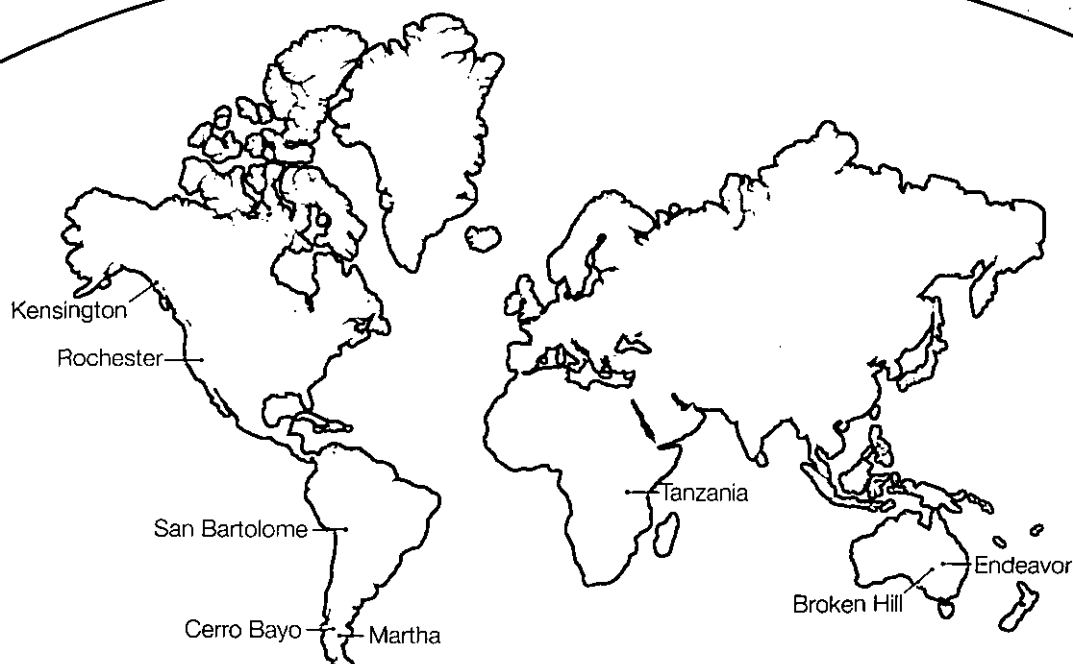 Kensington
Rochester
Tanzania
San Bartolome
Endeavor
Broken Hill
Cerro Bayo
Martha